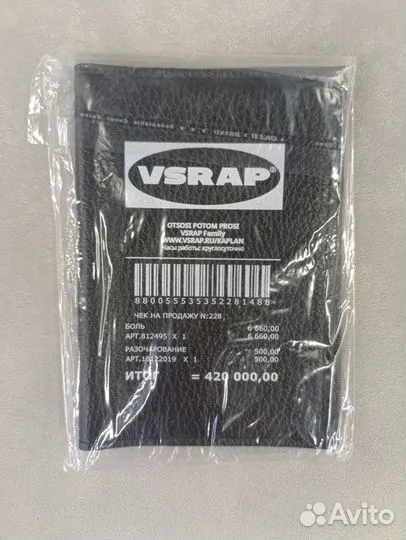 VSRAP
OTSOSI POTOM PROSI
VSRAP Family
WWW.VSRAP.RU/KAPLAN
Часы работы: круглосуточно
880055535352281488
ЧЕК НА ПРОДАЖУ N:228
БОЛЬ 6 660,00
АРТ.812495 X 1 6 660,00
РАЗОЧАРОВАНИЕ 500,00
АРТ.18122019 X 1 500,00
ИТОГ = 420 000,00
Avito